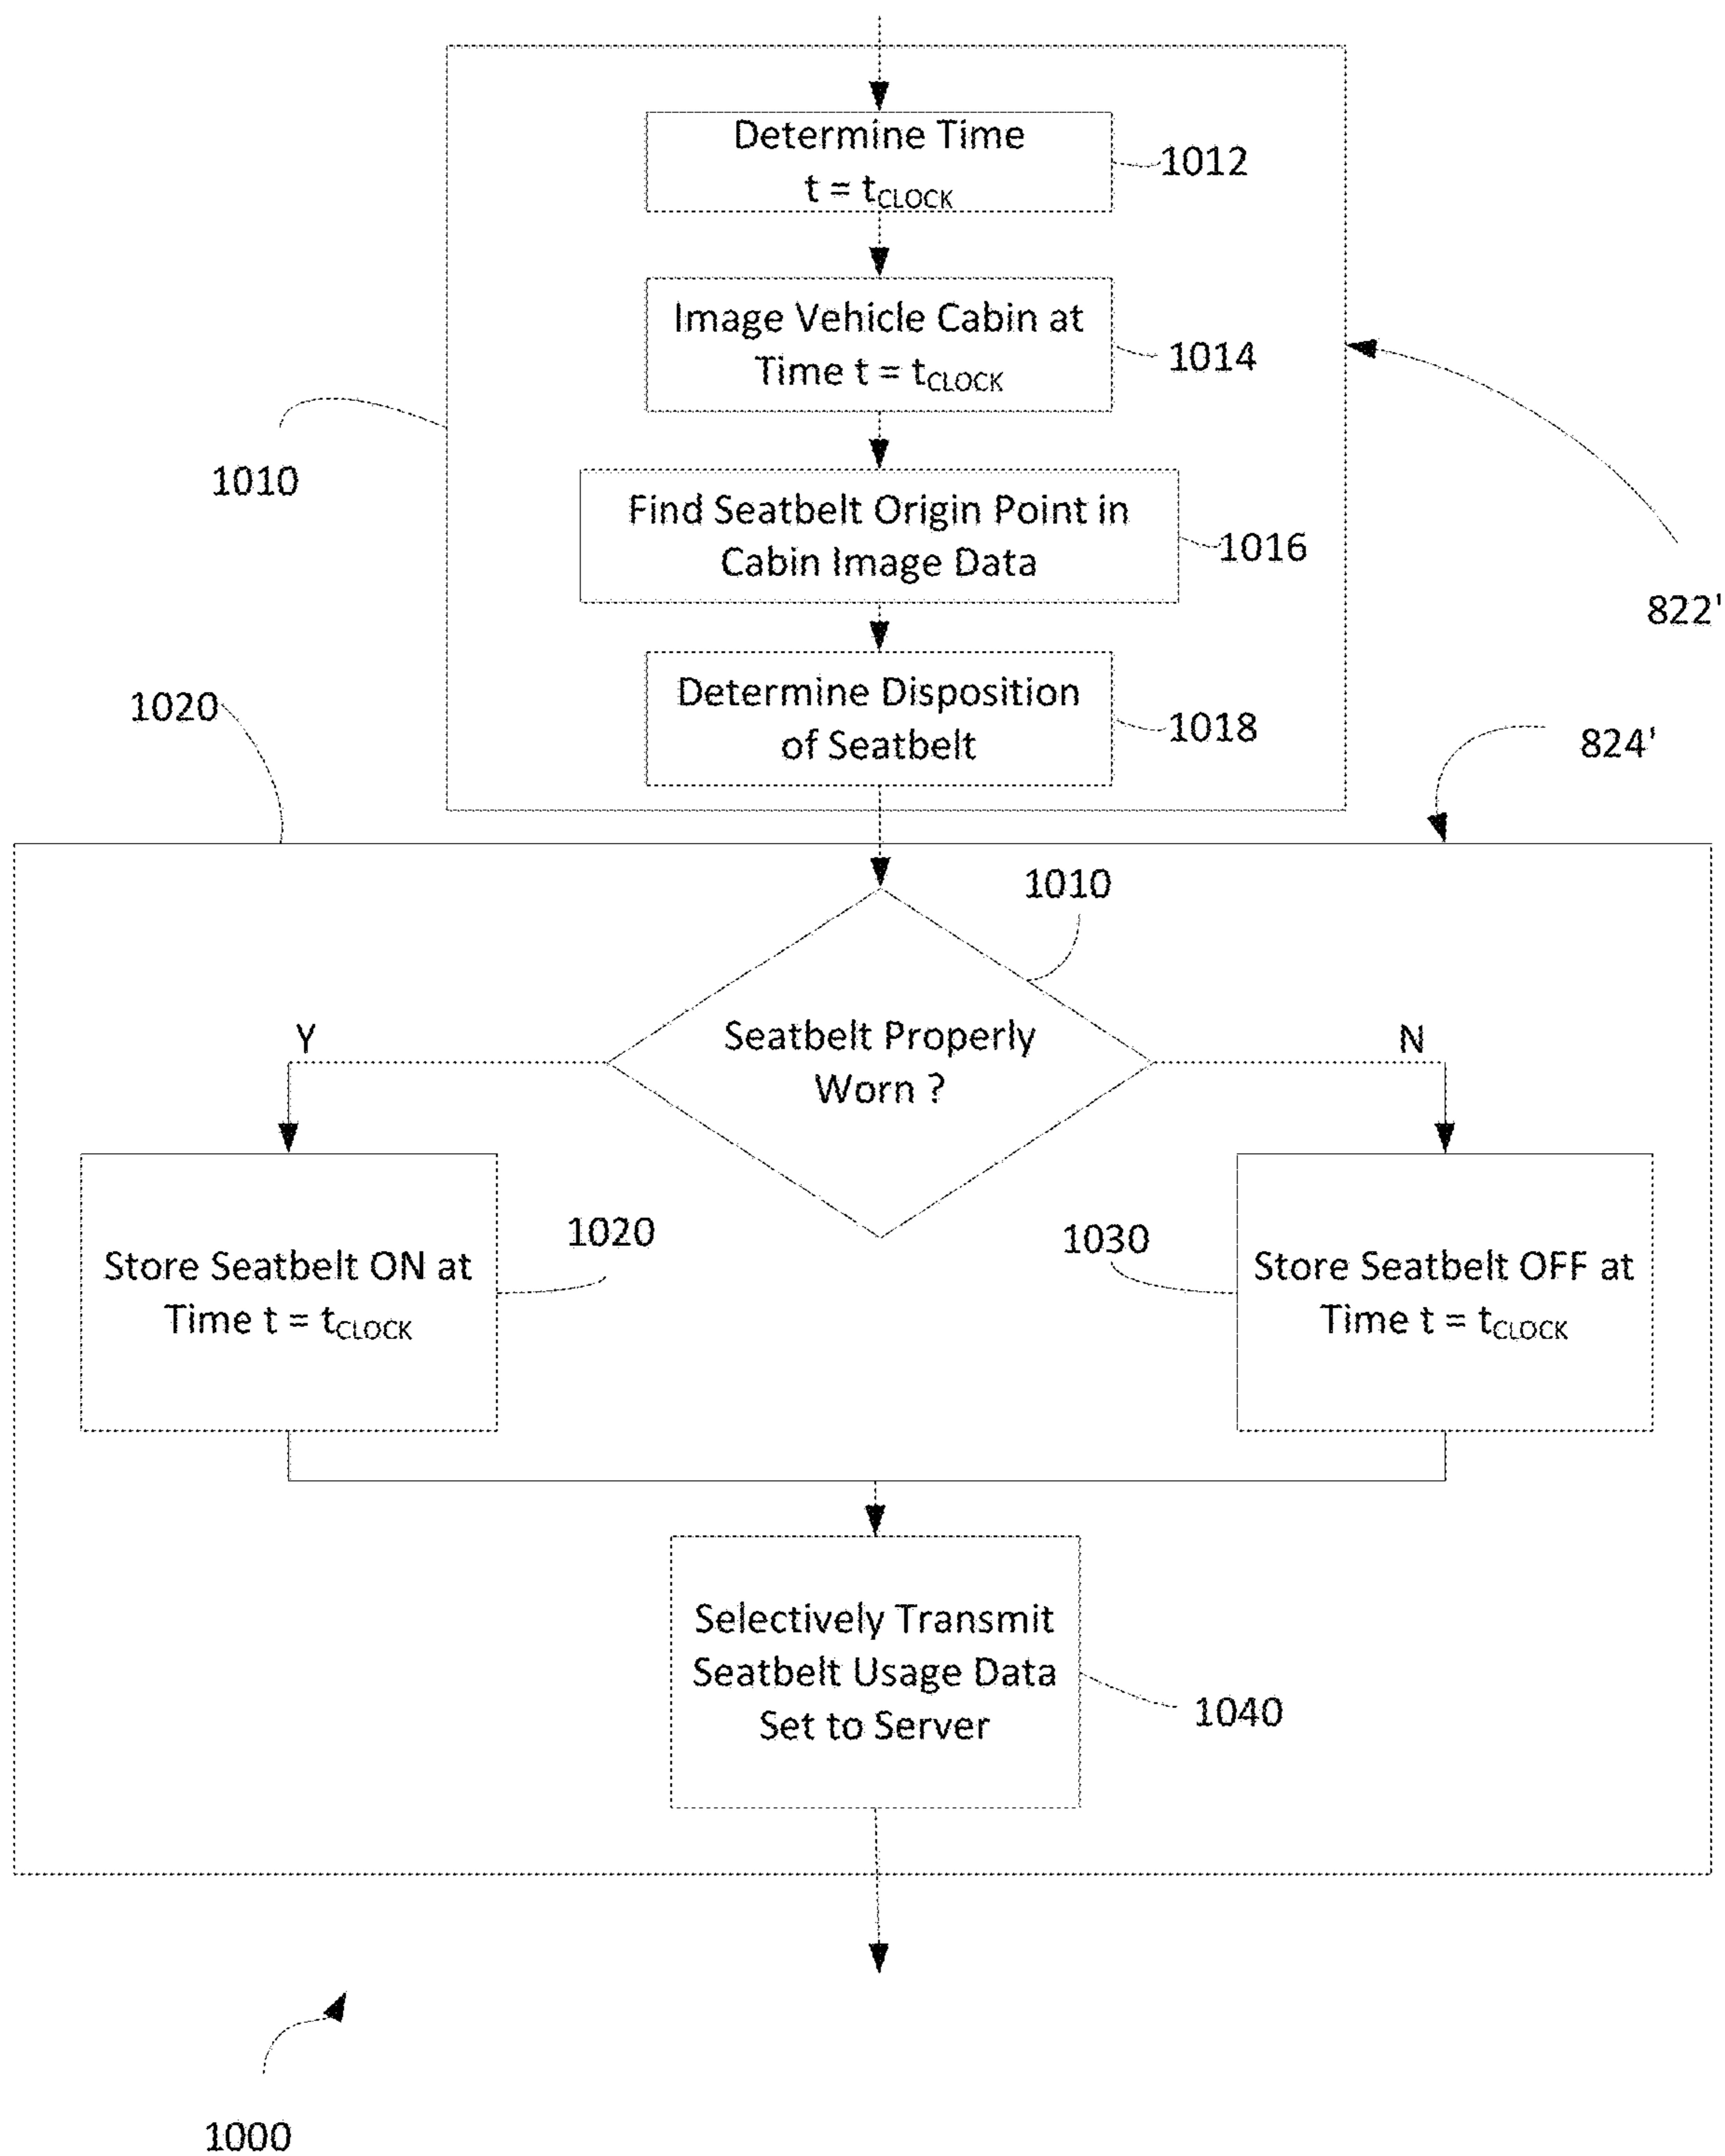 Determine Time
t = tCLOCK
1012
Image Vehicle Cabin at
Time t = tCLOCK
1014
1010
Find Seatbelt Origin Point in
Cabin Image Data
1016
822'
Determine Disposition
of Seatbelt
1018
1020
824'
1010
Seatbelt Properly
Worn ?
Y
N
Store Seatbelt ON at
Time t = tCLOCK
1020
1030
Store Seatbelt OFF at
Time t = tCLOCK
Selectively Transmit
Seatbelt Usage Data
Set to Server
1040
1000